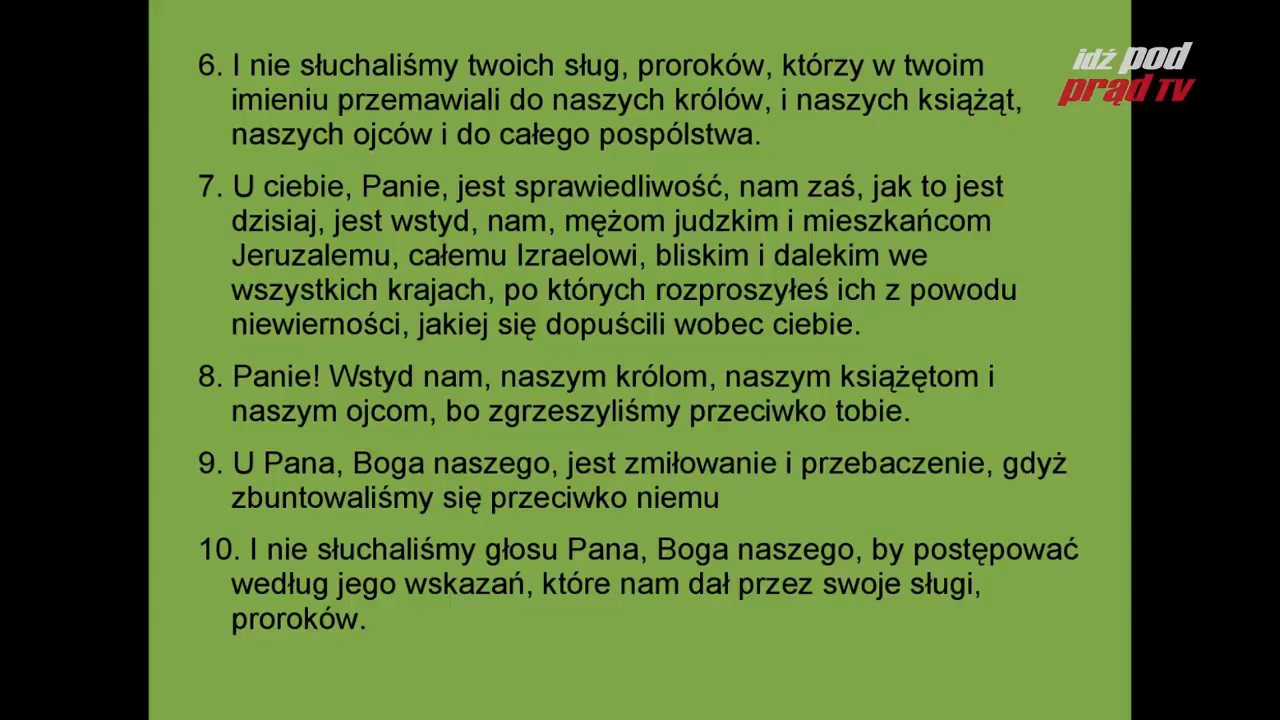 6. I nie słuchaliśmy twoich sług, proroków, którzy w twoim
imieniu przemawiali do naszych królów, i naszych książąt,
naszych ojców i do całego pospólstwa.
7. U ciebie, Panie, jest sprawiedliwość, nam zaś, jak to jest
dzisiaj, jest wstyd, nam, mężom judzkim i mieszkańcom
Jeruzalemu, całemu Izraelowi, bliskim i dalekim we
wszystkich krajach, po których rozproszyłeś ich z powodu
niewierności, jakiej się dopuścili wobec ciebie.
8. Panie! Wstyd nam, naszym królom, naszym książętom i
naszym ojcom, bo zgrzeszyliśmy przeciwko tobie.
9. U Pana, Boga naszego, jest zmiłowanie i przebaczenie, gdyż
zbuntowaliśmy się przeciwko niemu
10. I nie słuchaliśmy głosu Pana, Boga naszego, by postępować
według jego wskazań, które nam dał przez swoje sługi,
proroków.
idź pod
prąd TV